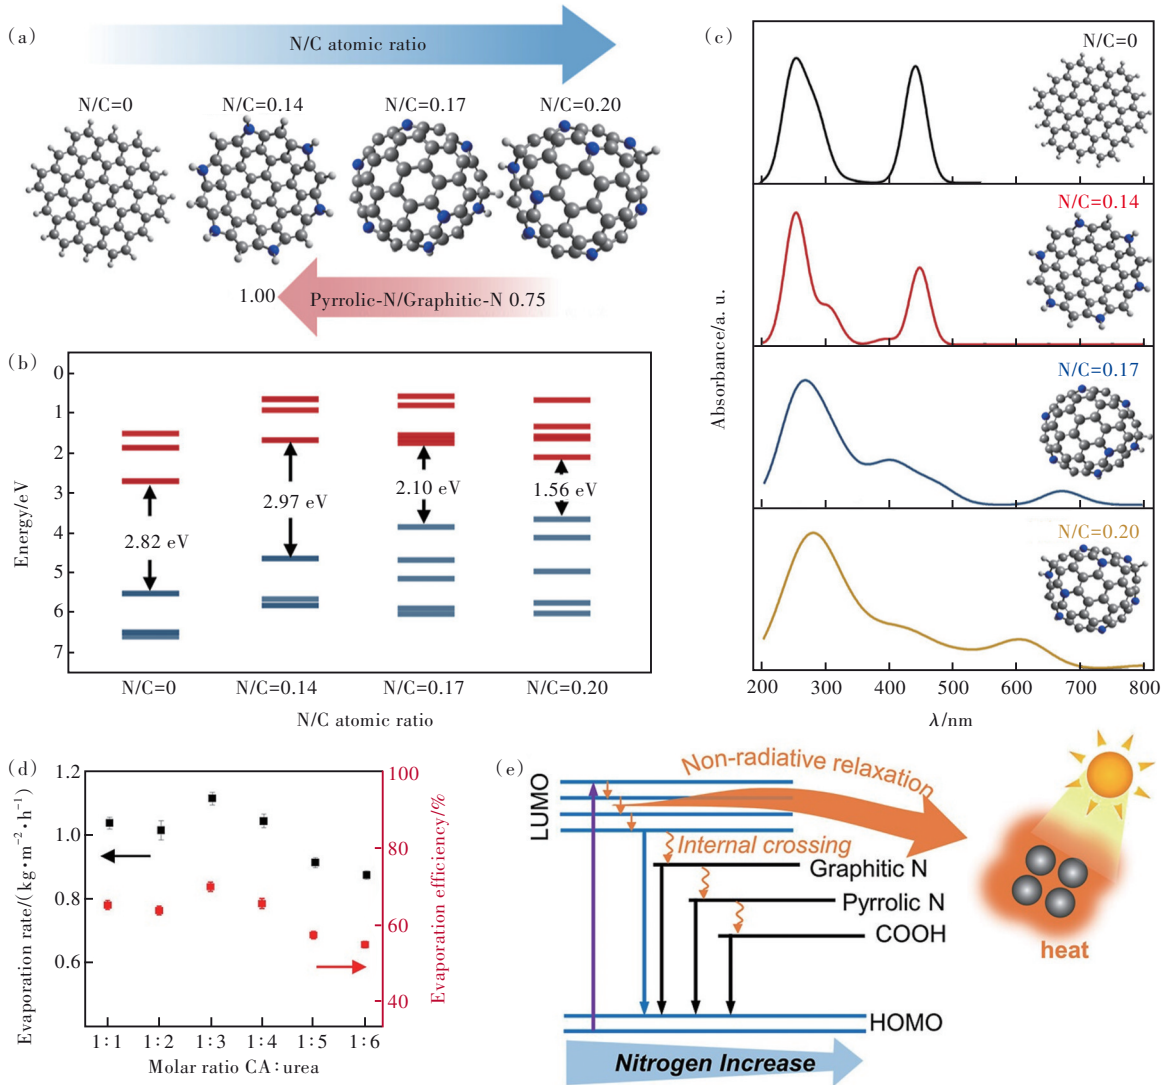 (a)
N/C atomic ratio
N/C=0
N/C=0.14
N/C=0.17
N/C=0.20
1.00
Pyrrolic-N/Graphitic-N 0.75
(b)
Energy/eV
0
1
2
3
4
5
6
7
2.82 eV
2.97 eV
2.10 eV
1.56 eV
N/C=0
N/C=0.14
N/C=0.17
N/C=0.20
N/C atomic ratio
(c)
Absorbance/a. u.
N/C=0
N/C=0.14
N/C=0.17
N/C=0.20
200
300
400
500
600
700
800
λ/nm
(d)
Evaporation rate/(kg·m⁻²·h⁻¹)
1.2
1.0
0.8
0.6
100
80
60
40
Evaporation efficiency/%
1∶1
1∶2
1∶3
1∶4
1∶5
1∶6
Molar ratio CA∶urea
(e)
LUMO
Non-radiative relaxation
Internal crossing
Graphitic N
Pyrrolic N
COOH
HOMO
Nitrogen Increase
heat